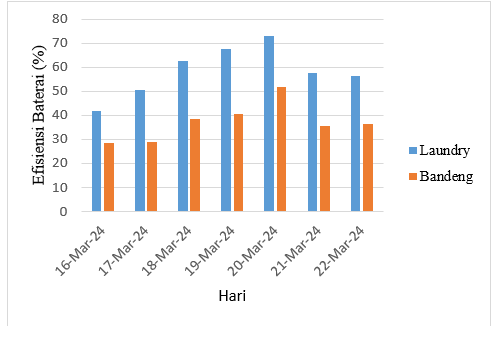 80
70
60
50
40
30
20
10
0
Efisiensi Baterai (%)
16-Mar-24
17-Mar-24
18-Mar-24
19-Mar-24
20-Mar-24
21-Mar-24
22-Mar-24
Hari
Laundry
Bandeng